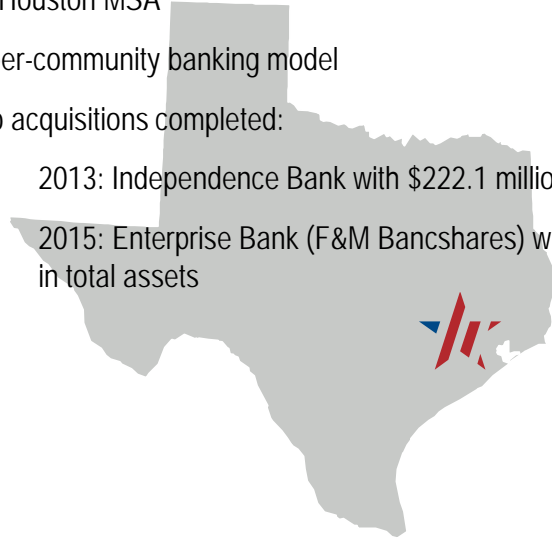 Houston MSA
er-community banking model
acquisitions completed:
2013: Independence Bank with $222.1
2015: Enterprise Bank (F&M Bancshares)
in total assets